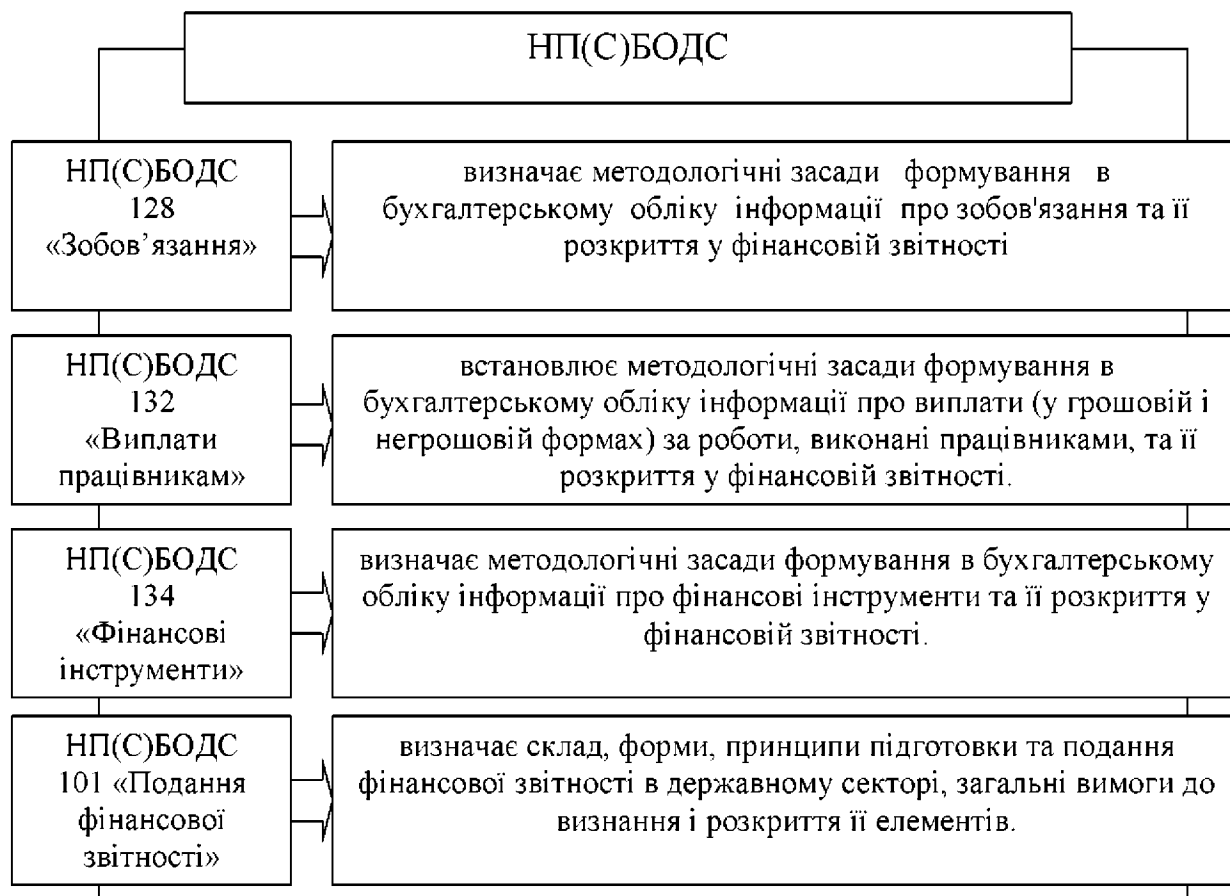 НП(С)БОДС
НП(С)БОДС
128
«Зобов’язання»
визначає методологічні засади формування в
бухгалтерському обліку інформації про зобов'язання та її
розкриття у фінансовій звітності
НП(С)БОДС
132
«Виплати
працівникам»
встановлює методологічні засади формування в
бухгалтерському обліку інформації про виплати (у грошовій і
негрошовій формах) за роботи, виконані працівниками, та її
розкриття у фінансовій звітності.
НП(С)БОДС
134
«Фінансові
інструменти»
визначає методологічні засади формування в бухгалтерському
обліку інформації про фінансові інструменти та її розкриття у
фінансовій звітності.
НП(С)БОДС
101 «Подання
фінансової
звітності»
визначає склад, форми, принципи підготовки та подання
фінансової звітності в державному секторі, загальні вимоги до
визнання і розкриття її елементів.